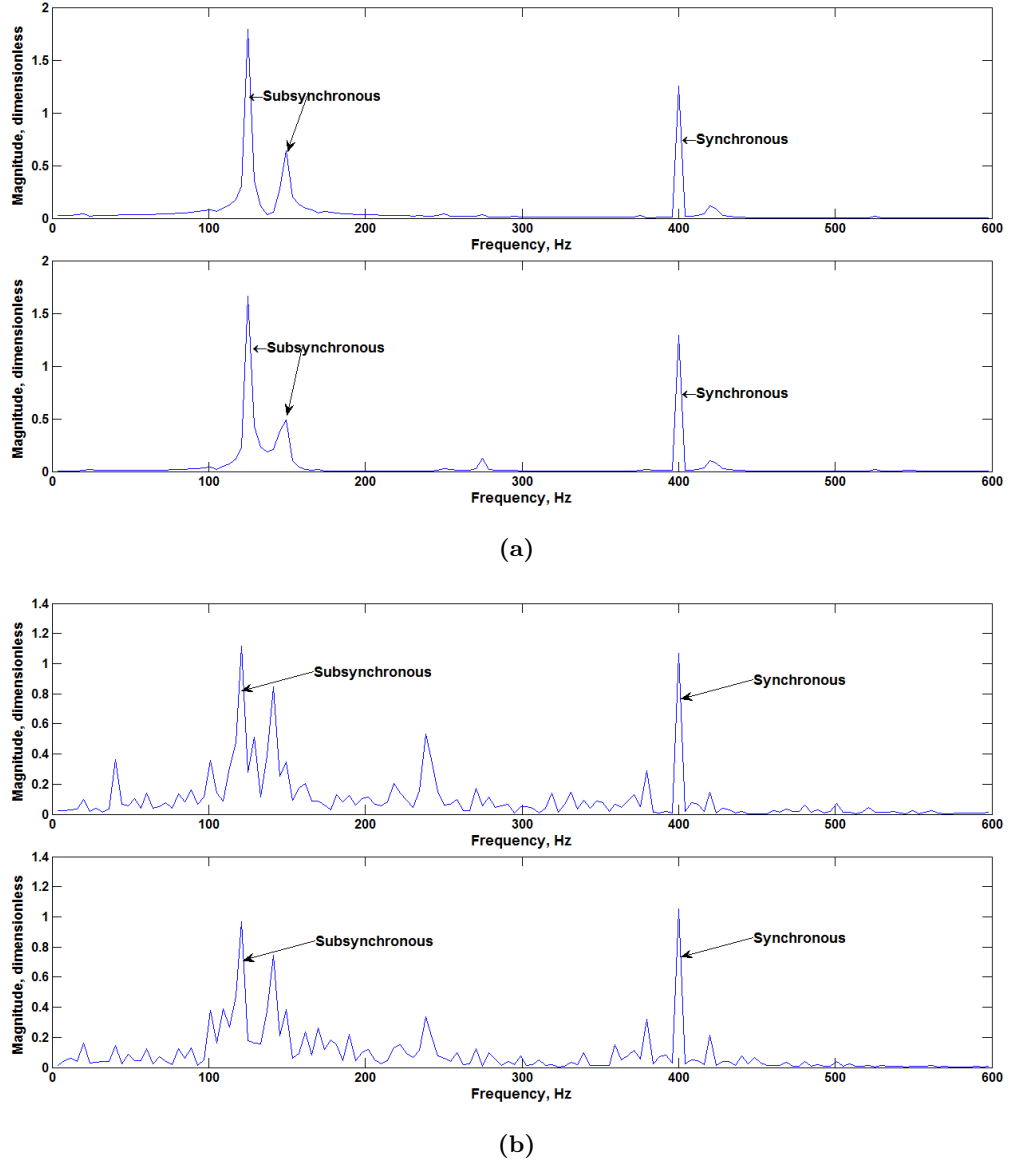 2
1.5
1
0.5
0
Magnitude, dimensionless
←Subsynchronous
←Synchronous
0 100 200 300 400 500 600
Frequency, Hz
2
1.5
1
0.5
0
Magnitude, dimensionless
←Subsynchronous
←Synchronous
0 100 200 300 400 500 600
Frequency, Hz
(a)
1.4
1.2
1
0.8
0.6
0.4
0.2
0
Magnitude, dimensionless
Subsynchronous
Synchronous
0 100 200 300 400 500 600
Frequency, Hz
1.4
1.2
1
0.8
0.6
0.4
0.2
0
Magnitude, dimensionless
Subsynchronous
Synchronous
0 100 200 300 400 500 600
Frequency, Hz
(b)